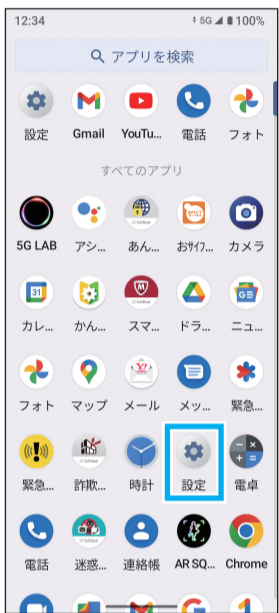 12:34 5G 100%
アプリを検索
設定 Gmail YouTu... 電話 フォト
すべてのアプリ
5G LAB アシ... あん... おサイフ... カメラ
31
カレ... かん... スマ... ドラ... ニュ...
フォト マップ メール メッ... 緊急...
緊急... 詐欺... 時計 設定 電卓
電話 迷惑... 連絡帳 AR SQ... Chrome